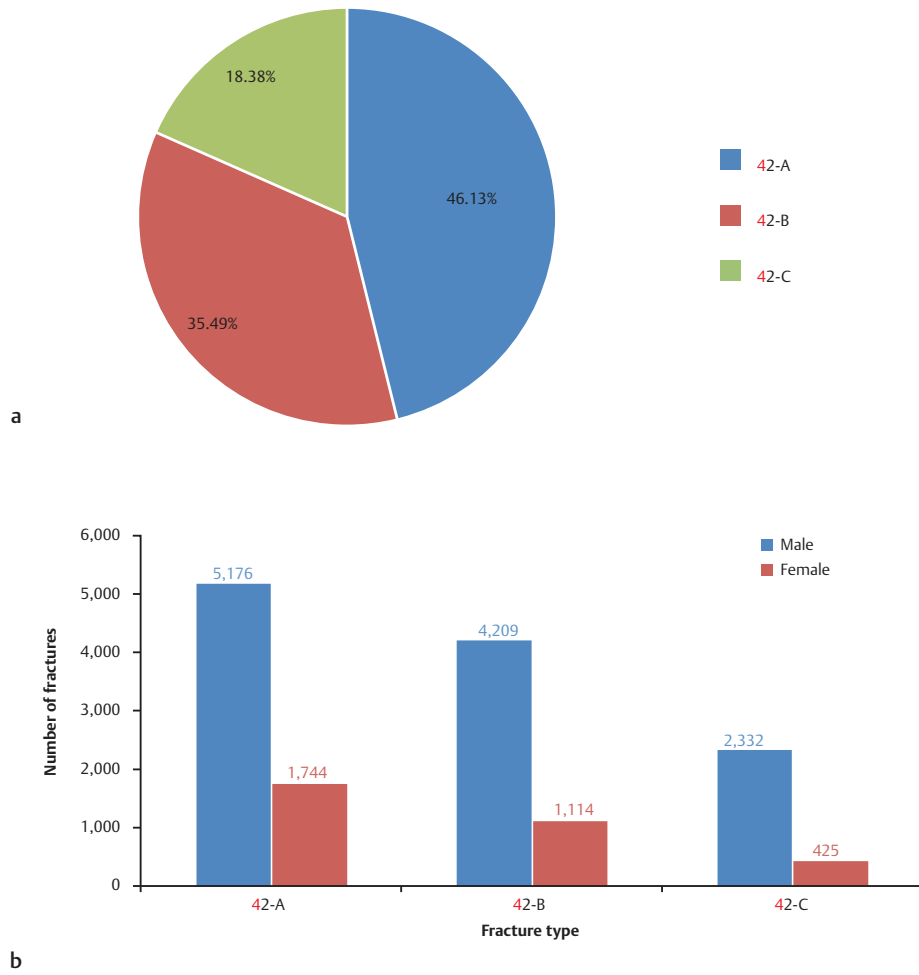 18.38%
46.13%
35.49%
42-A
42-B
42-C
a
6,000
5,000
4,000
3,000
2,000
1,000
0
Number of fractures
Male
Female
5,176
1,744
4,209
1,114
2,332
425
42-A
42-B
42-C
Fracture type
b